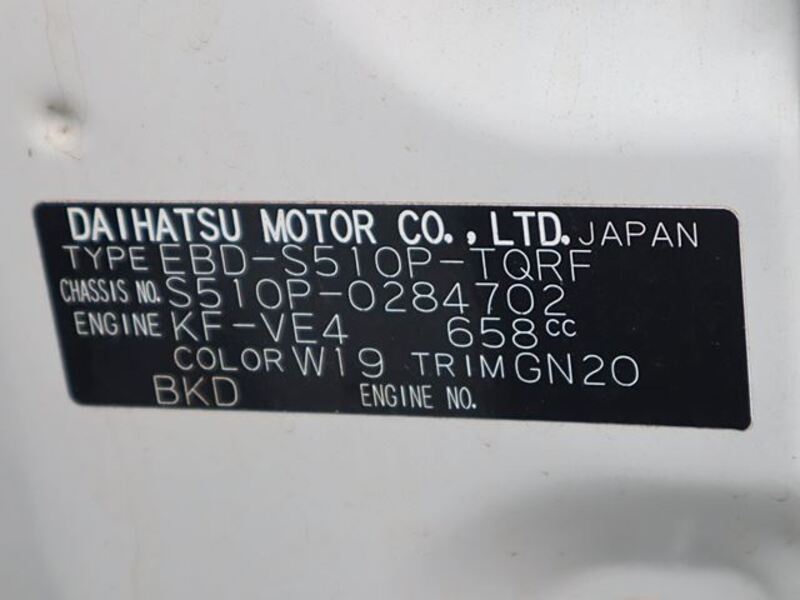 DAIHATSU MOTOR CO., LTD. JAPAN
TYPE EBD-S510P-TQRF
CHASSIS NO. S510P-0284702
ENGINE KF-VE4 658cc
COLOR W19 TRIM GN20
BKD ENGINE NO.